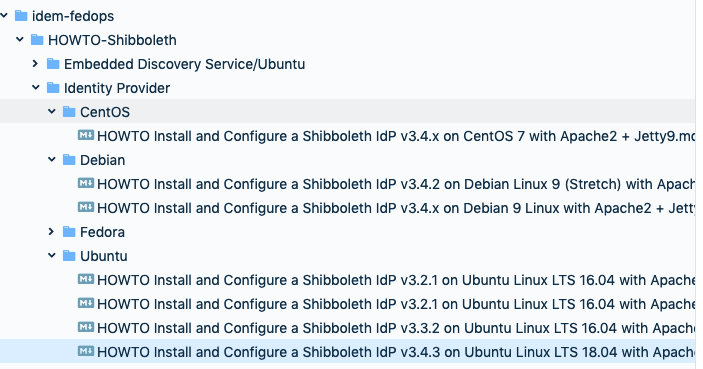 idem-fedops
HOWTO-Shibboleth
Embedded Discovery Service/Ubuntu
Identity Provider
CentOS
HOWTO Install and Configure a Shibboleth IdP v3.4.x on CentOS 7 with Apache2 + Jetty9.md
Debian
HOWTO Install and Configure a Shibboleth IdP v3.4.2 on Debian Linux 9 (Stretch) with Apach
HOWTO Install and Configure a Shibboleth IdP v3.4.x on Debian 9 Linux with Apache2 + Jett
Fedora
Ubuntu
HOWTO Install and Configure a Shibboleth IdP v3.2.1 on Ubuntu Linux LTS 16.04 with Apache
HOWTO Install and Configure a Shibboleth IdP v3.2.1 on Ubuntu Linux LTS 16.04 with Apache
HOWTO Install and Configure a Shibboleth IdP v3.3.2 on Ubuntu Linux LTS 16.04 with Apach
HOWTO Install and Configure a Shibboleth IdP v3.4.3 on Ubuntu Linux LTS 18.04 with Apach